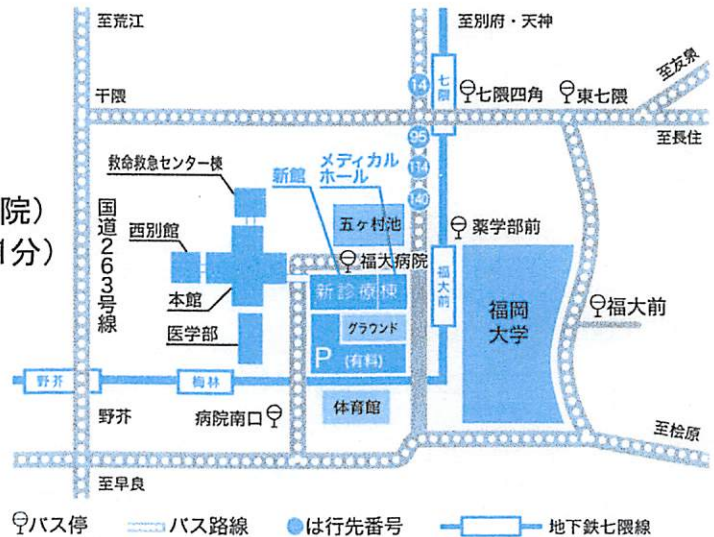 至荒江
至別府・天神
至友泉
14
七隈
七隈四角
東七隈
干隈
至長住
95
救命救急センター棟
新館
メディカル
ホール
114
140
院)
1分)
国道263号線
西別館
五ヶ村池
薬学部前
福大病院
福大前
本館
新診療棟
福岡
大学
福大前
医学部
グラウンド
P (有料)
野芥
梅林
体育館
野芥
病院南口
至桧原
至早良
バス停
バス路線
は行先番号
地下鉄七隈線